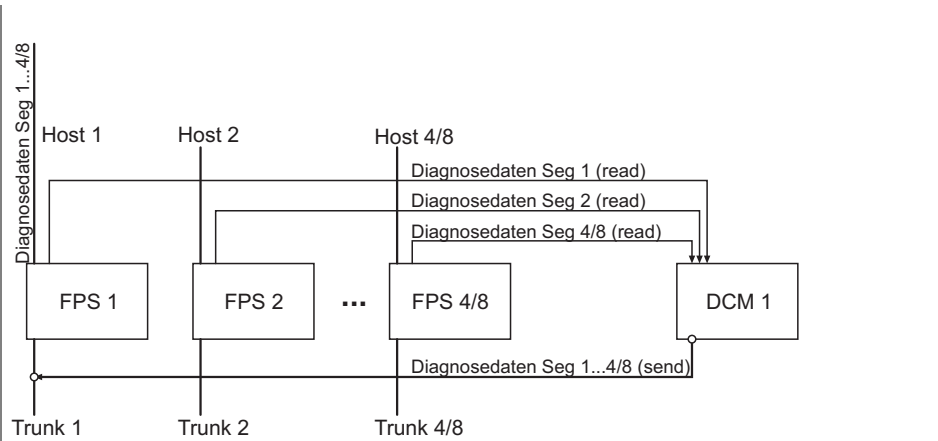 Diagnosedaten Seg 1...4/8
Host 1
Host 2
Host 4/8
Diagnosedaten Seg 1 (read)
Diagnosedaten Seg 2 (read)
Diagnosedaten Seg 4/8 (read)
FPS 1
FPS 2
...
FPS 4/8
DCM 1
Diagnosedaten Seg 1...4/8 (send)
Trunk 1
Trunk 2
Trunk 4/8